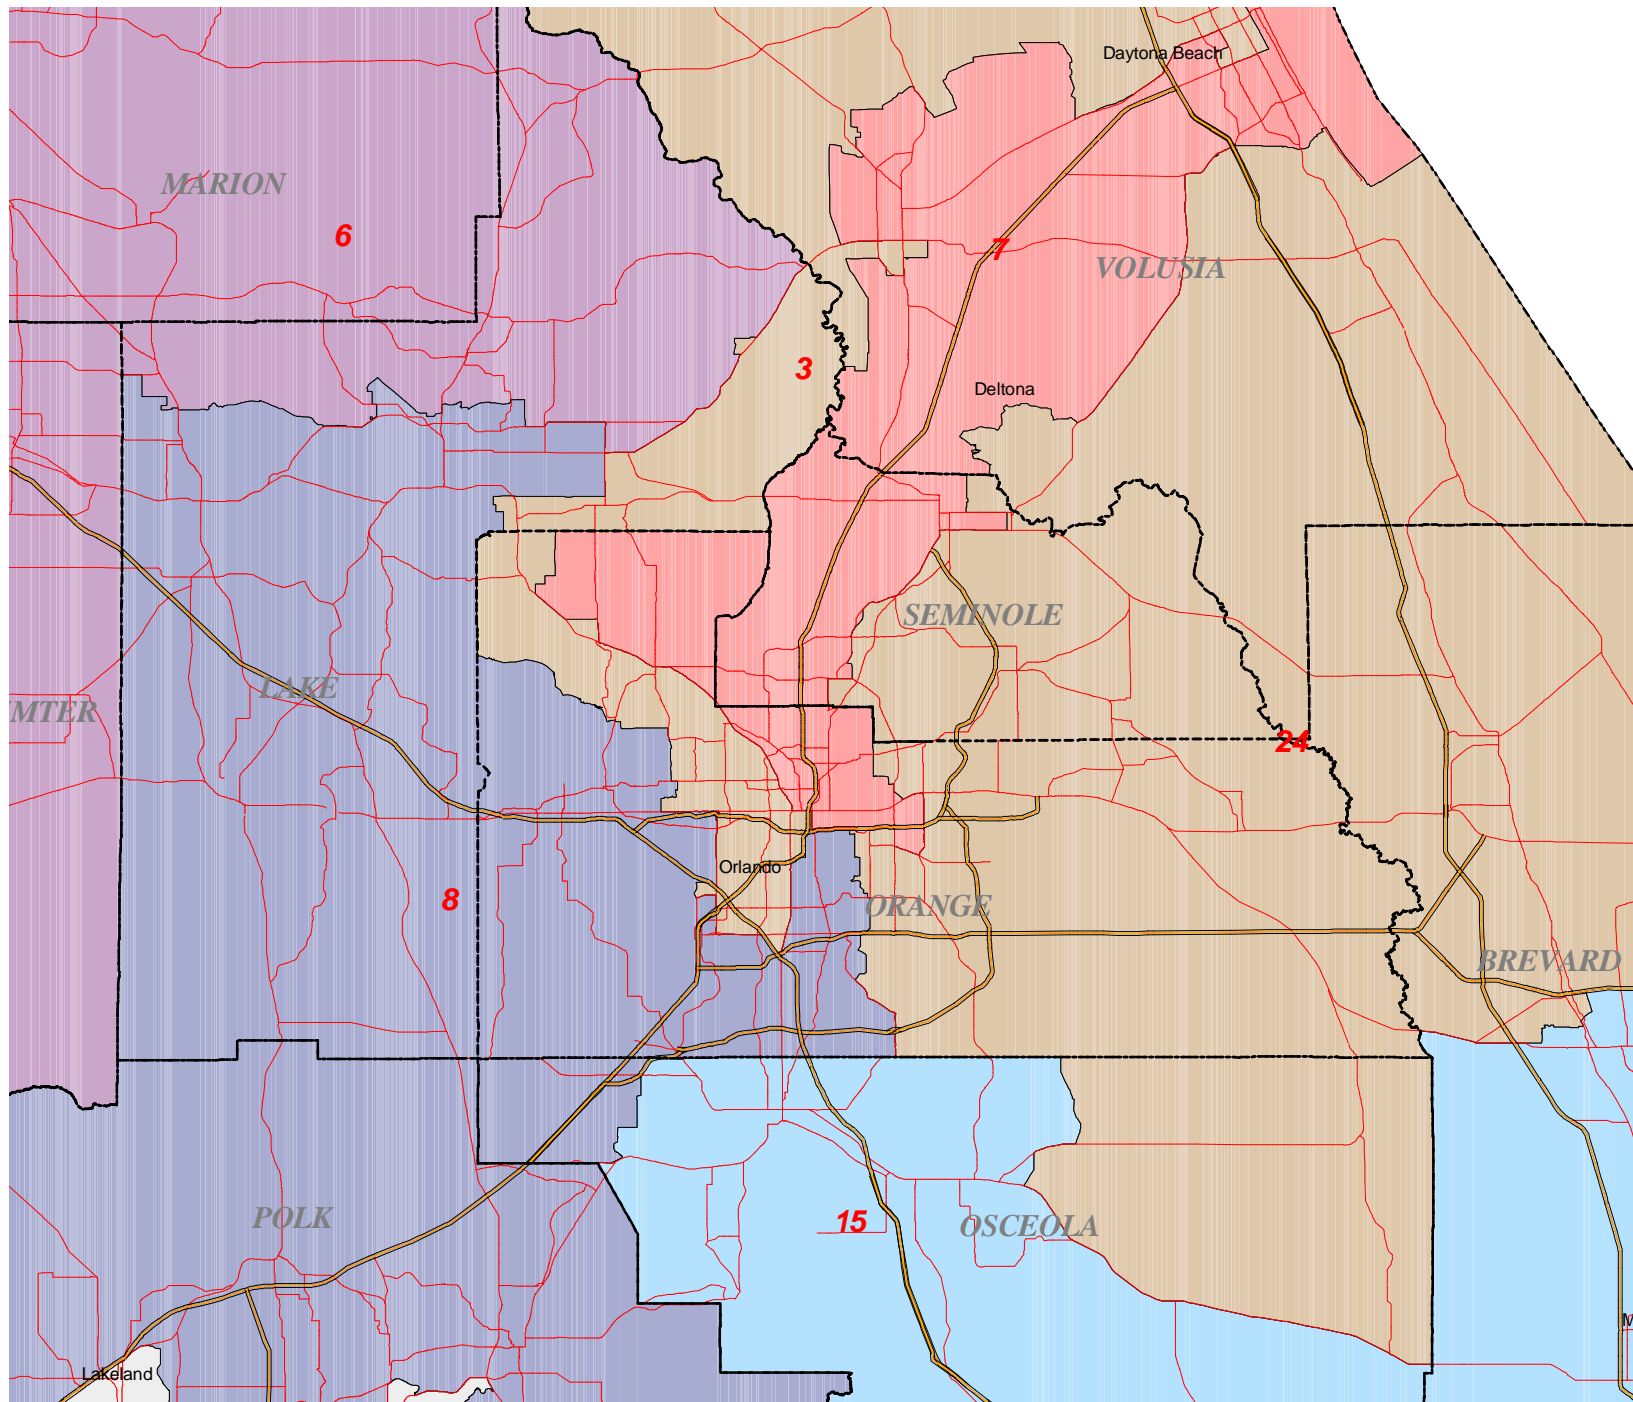 Daytona Beach
MARION
6
7
VOLUSIA
3
Deltona
SEMINOLE
LAKE
MTER
24
Orlando
8
ORANGE
BREVARD
POLK
15
OSCEOLA
M
Lakeland